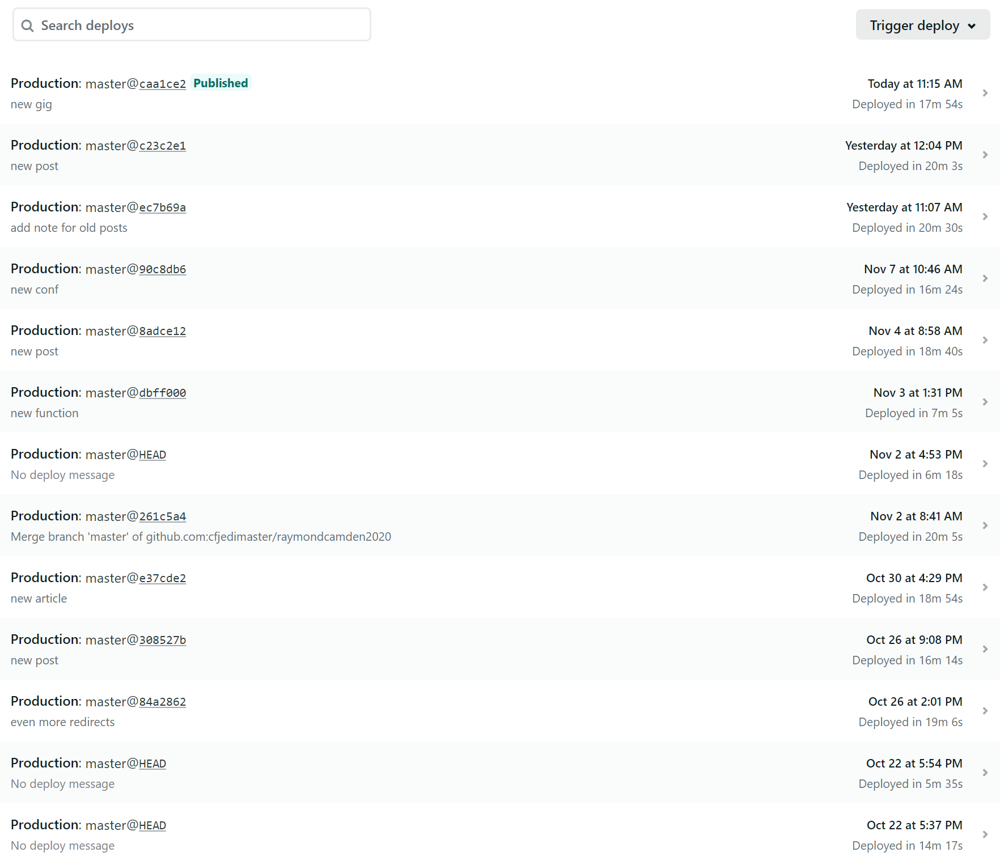 Search deploys
Trigger deploy
Production: master@caa1ce2 Published
Today at 11:15 AM
new gig
Deployed in 17m 54s
Production: master@c23c2e1
Yesterday at 12:04 PM
new post
Deployed in 20m 3s
Production: master@ec7b69a
Yesterday at 11:07 AM
add note for old posts
Deployed in 20m 30s
Production: master@90c8db6
Nov 7 at 10:46 AM
new conf
Deployed in 16m 24s
Production: master@8adce12
Nov 4 at 8:58 AM
new post
Deployed in 18m 40s
Production: master@dbff000
Nov 3 at 1:31 PM
new function
Deployed in 7m 5s
Production: master@HEAD
Nov 2 at 4:53 PM
No deploy message
Deployed in 6m 18s
Production: master@261c5a4
Nov 2 at 8:41 AM
Merge branch 'master' of github.com:cfjedimaster/raymondcamden2020
Deployed in 20m 5s
Production: master@e37cde2
Oct 30 at 4:29 PM
new article
Deployed in 18m 54s
Production: master@308527b
Oct 26 at 9:08 PM
new post
Deployed in 16m 14s
Production: master@84a2862
Oct 26 at 2:01 PM
even more redirects
Deployed in 19m 6s
Production: master@HEAD
Oct 22 at 5:54 PM
No deploy message
Deployed in 5m 35s
Production: master@HEAD
Oct 22 at 5:37 PM
No deploy message
Deployed in 14m 17s